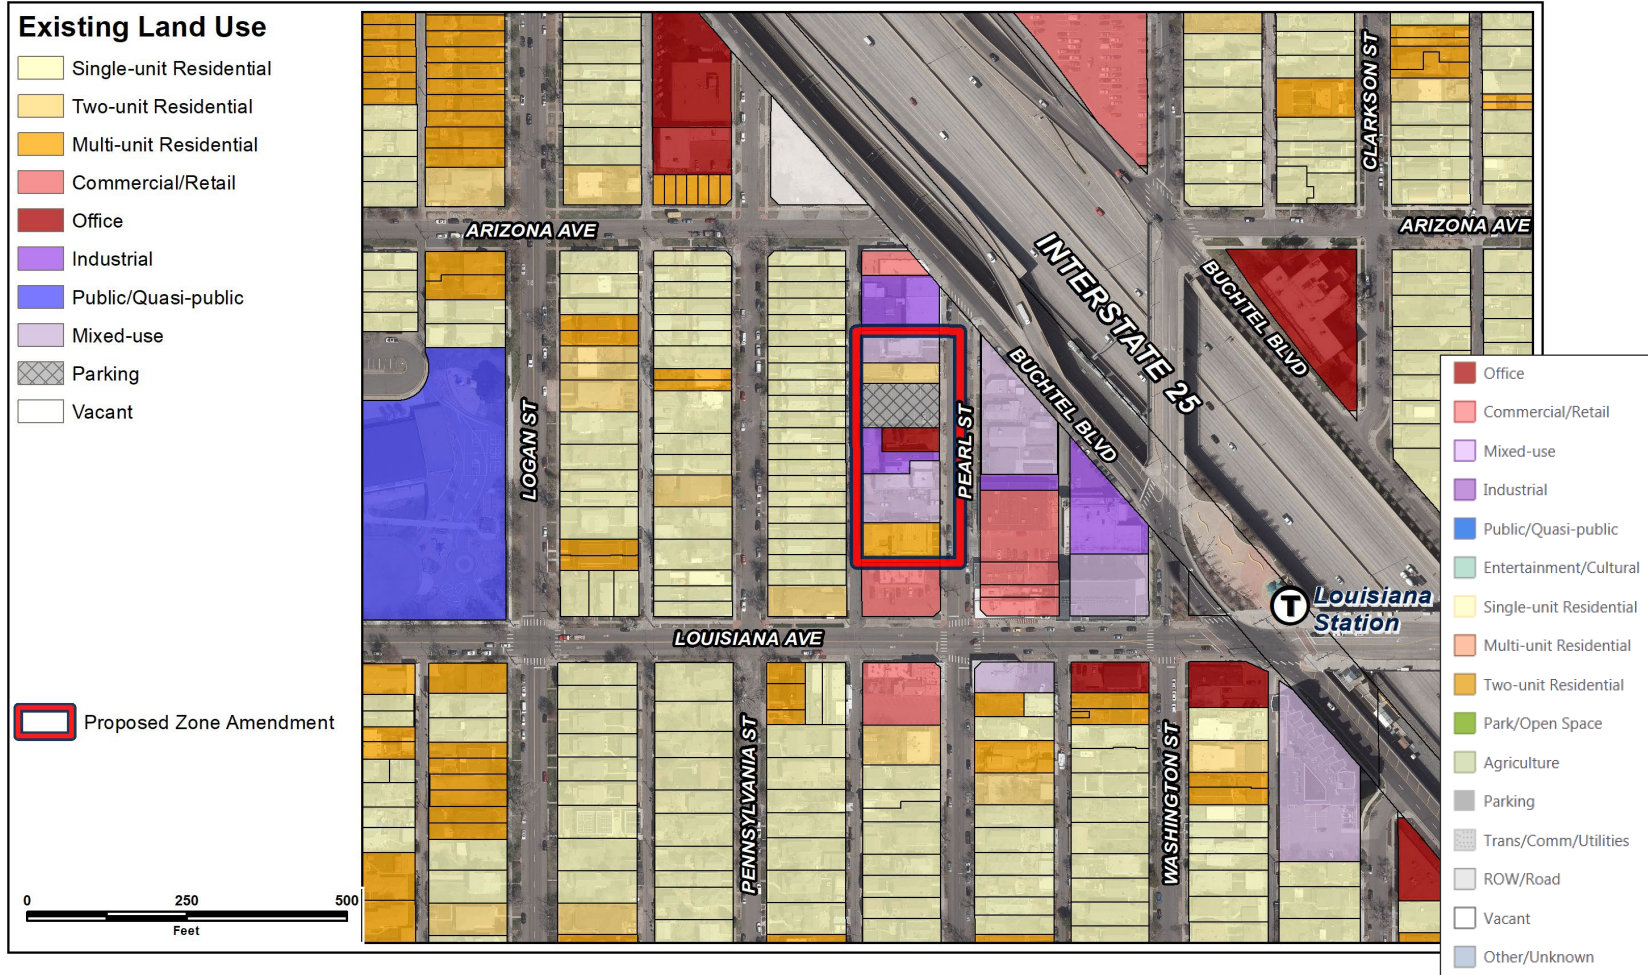 Existing Land Use
Single-unit Residential
Two-unit Residential
Multi-unit Residential
Commercial/Retail
Office
Industrial
Public/Quasi-public
Mixed-use
Parking
Vacant
Proposed Zone Amendment
0 250 500
Feet
CLARKSON ST
ARIZONA AVE
ARIZONA AVE
INTERSTATE 25
BUCHTEL BLVD
BUCHTEL BLVD
LOGAN ST
PEARL ST
T
Louisiana
Station
LOUISIANA AVE
PENNSYLVANIA ST
WASHINGTON ST
Office
Commercial/Retail
Mixed-use
Industrial
Public/Quasi-public
Entertainment/Cultural
Single-unit Residential
Multi-unit Residential
Two-unit Residential
Park/Open Space
Agriculture
Parking
Trans/Comm/Utilities
ROW/Road
Vacant
Other/Unknown